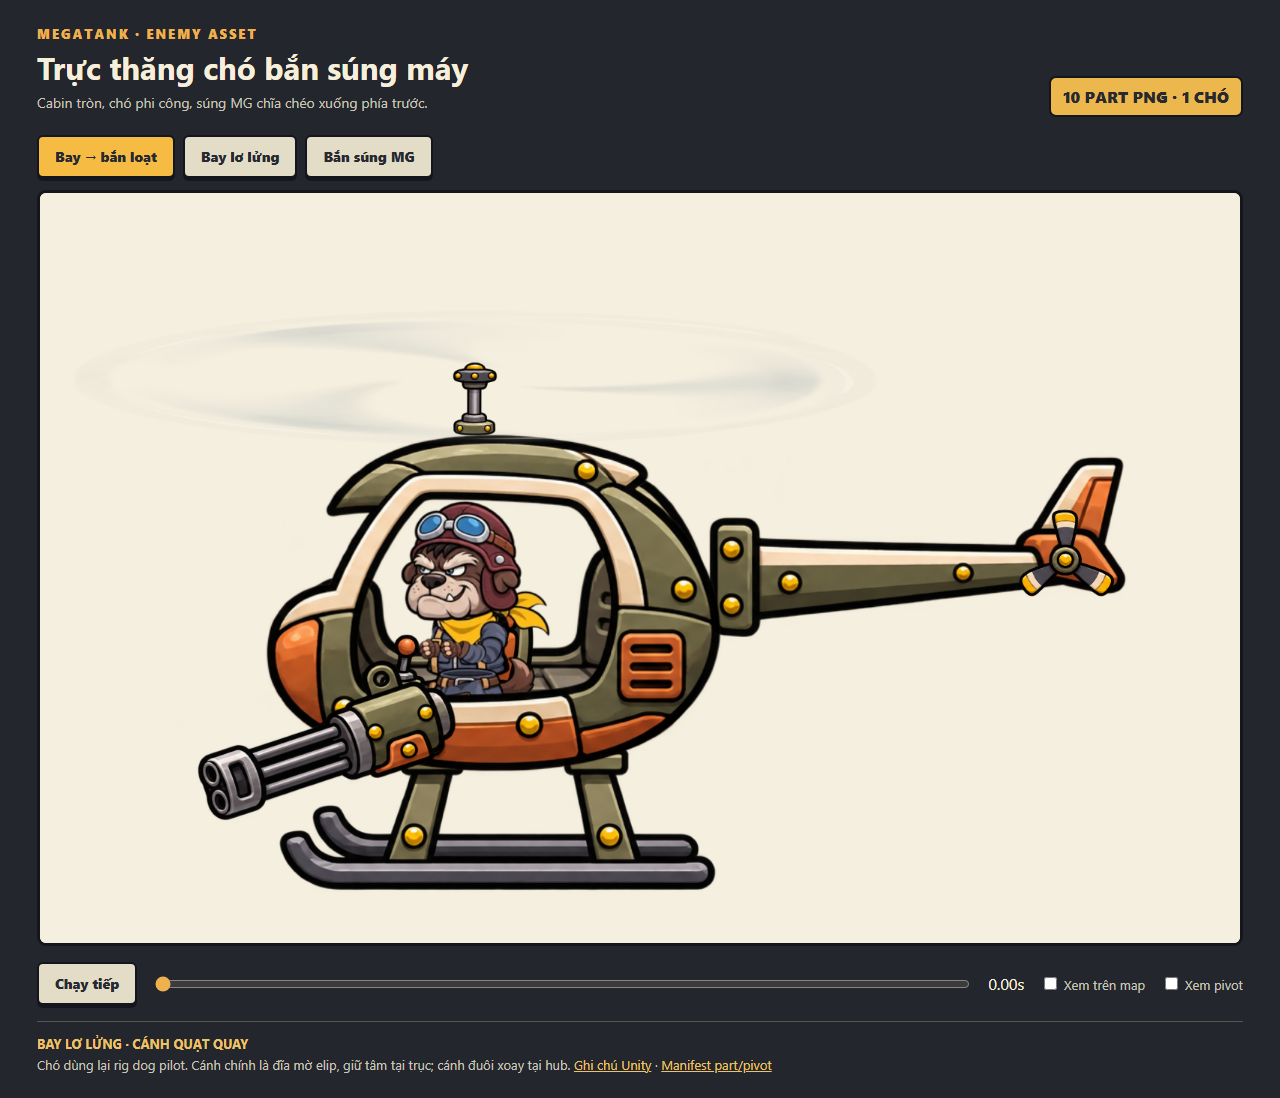 MEGATANK · ENEMY ASSET
Trực thăng chó bắn súng máy
Cabin tròn, chó phi công, súng MG chĩa chéo xuống phía trước.
10 PART PNG · 1 CHÓ
Bay → bắn loạt
Bay lơ lửng
Bắn súng MG
Chạy tiếp
0.00s
Xem trên map
Xem pivot
BAY LƠ LỬNG · CÁNH QUẠT QUAY
Chó dùng lại rig dog pilot. Cánh chính là đĩa mờ elip, giữ tâm tại trục; cánh đuôi xoay tại hub. Ghi chú Unity · Manifest part/pivot